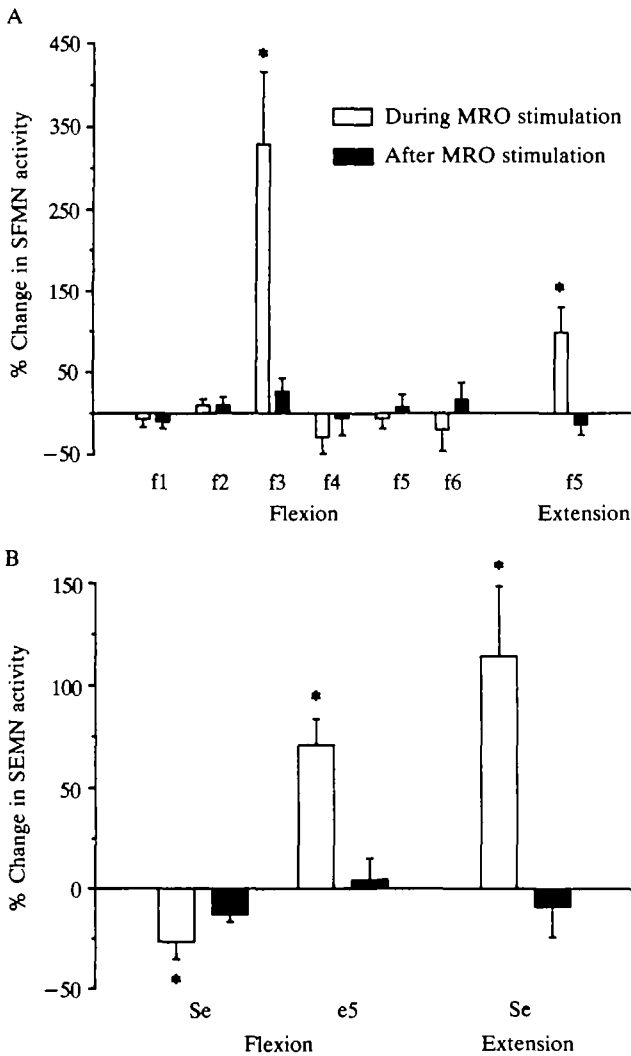 A
% Change in SFMN activity
450
350
250
150
50
−50
*
*
During MRO stimulation
After MRO stimulation
f1 f2 f3 f4 f5 f6 f5
Flexion Extension
B
% Change in SEMN activity
150
100
50
0
−50
*
*
*
Se e5 Se
Flexion Extension